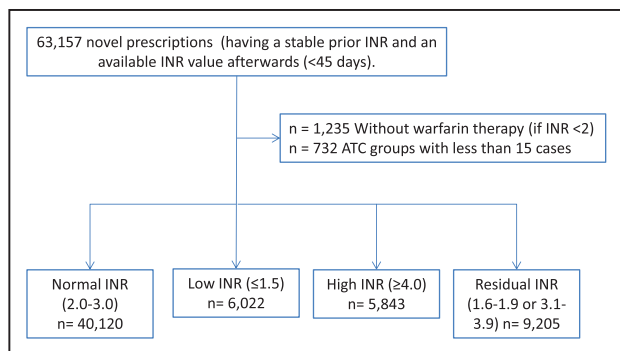 63,157 novel prescriptions (having a stable prior INR and an
available INR value afterwards (<45 days).
n = 1,235 Without warfarin therapy (if INR <2)
n = 732 ATC groups with less than 15 cases
Normal INR
(2.0-3.0)
n= 40,120
Low INR (≤1.5)
n= 6,022
High INR (≥4.0)
n= 5,843
Residual INR
(1.6-1.9 or 3.1-
3.9) n= 9,205